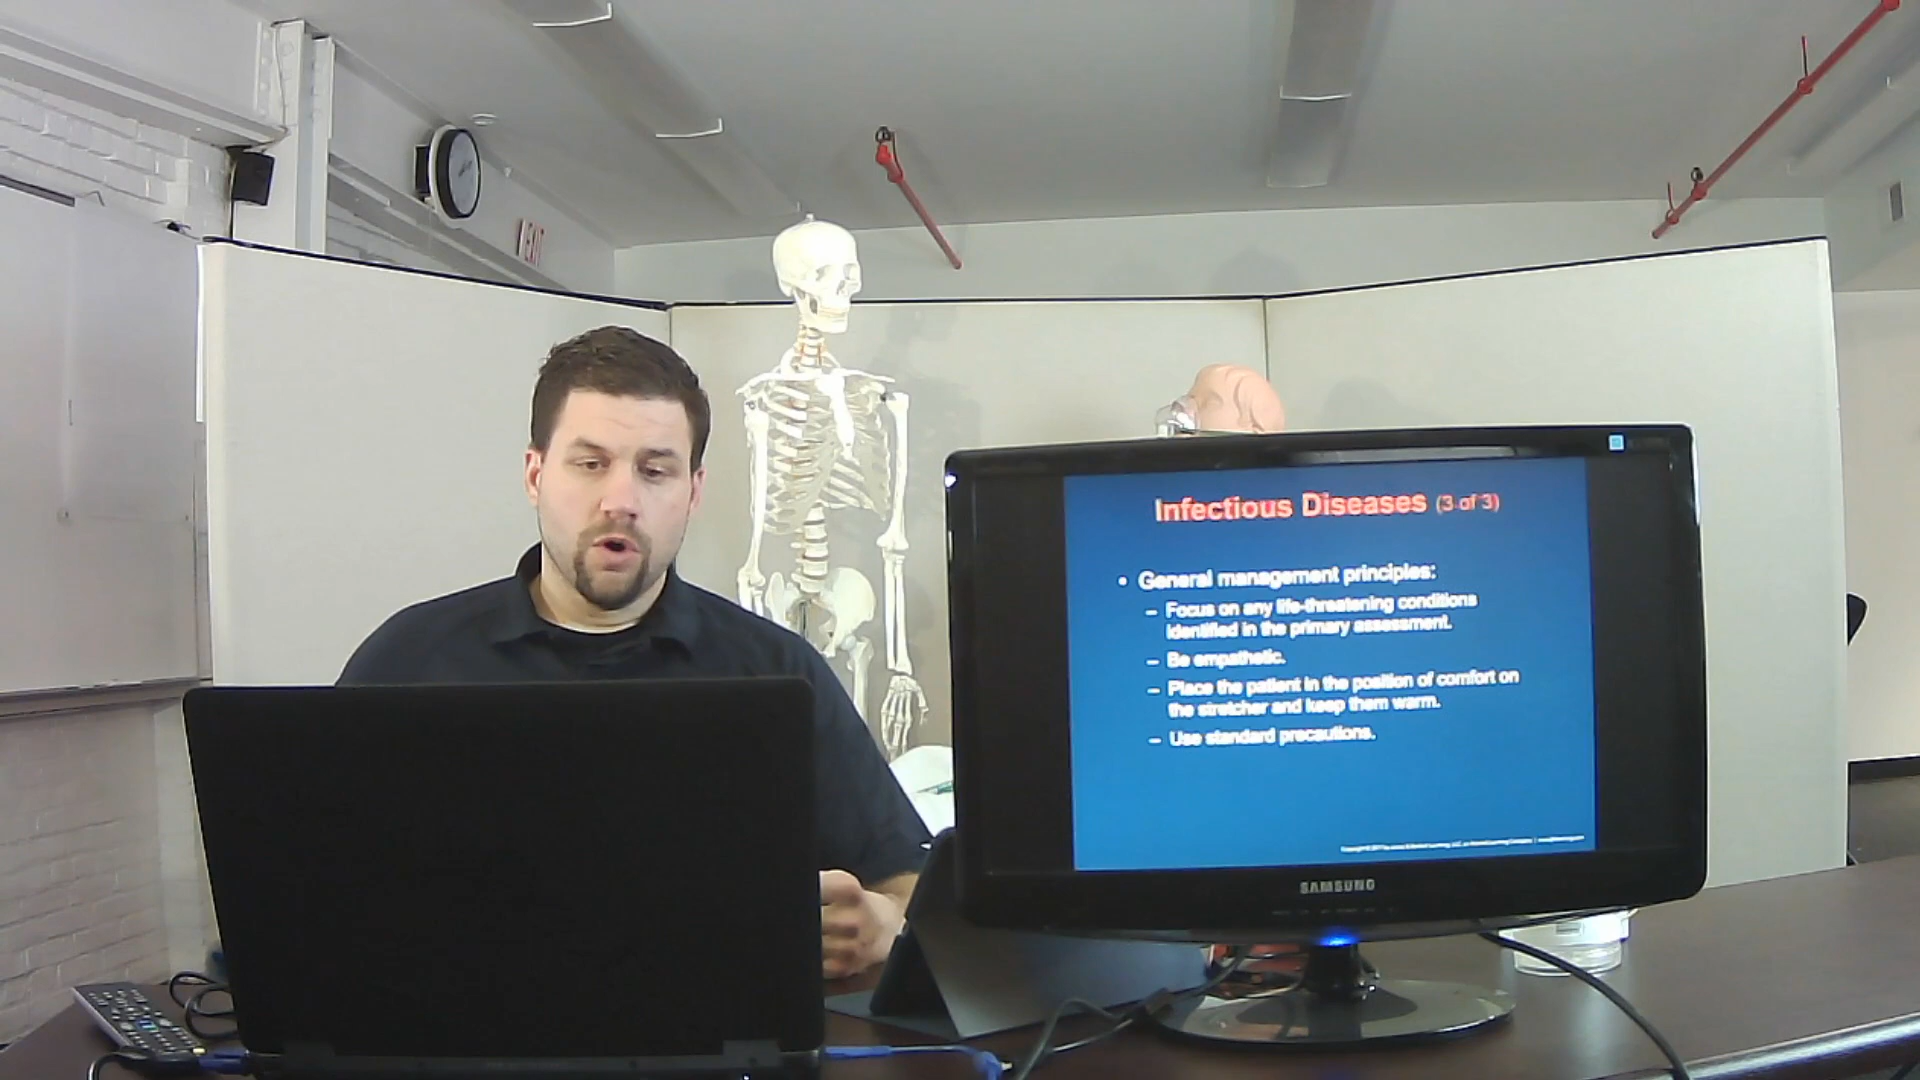 EXIT
Infectious Diseases (3 of 3)
• General management principles:
– Focus on any life-threatening conditions
identified in the primary assessment.
– Be empathetic.
– Place the patient in the position of comfort on
the stretcher and keep them warm.
– Use standard precautions.
SAMSUNG